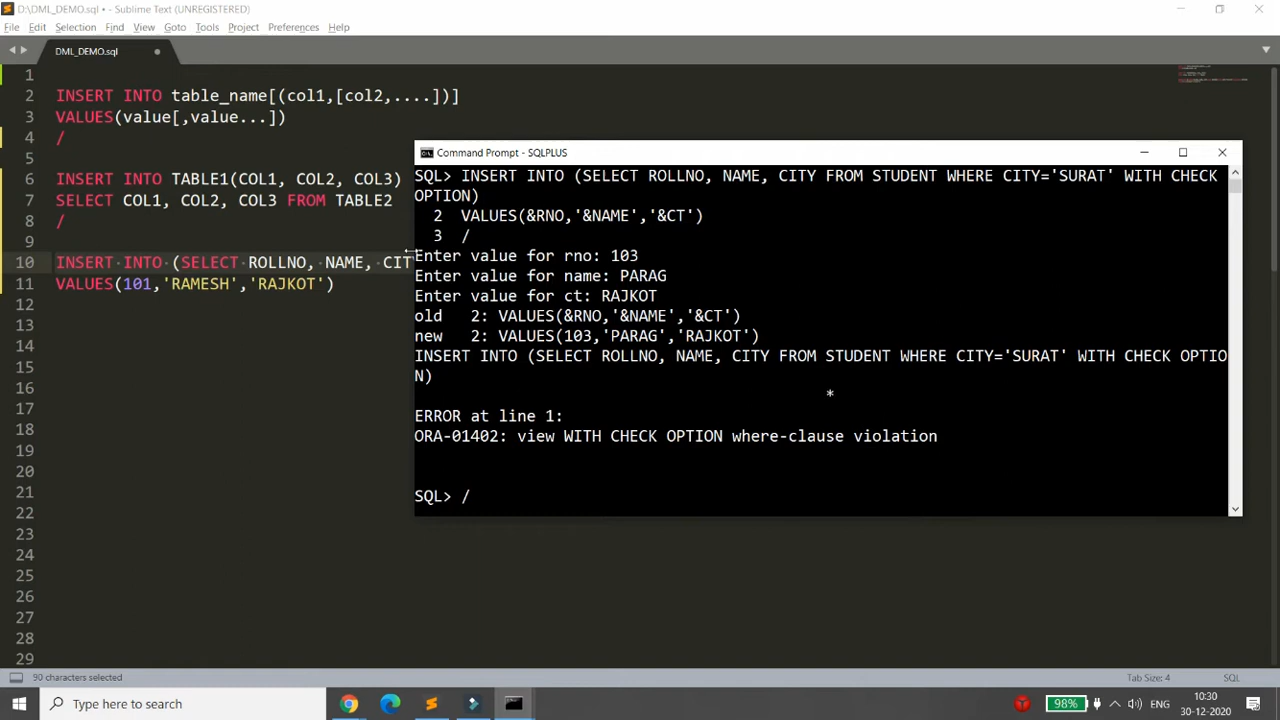 D:\DML_DEMO.sql • - Sublime Text (UNREGISTERED)
File Edit Selection Find View Goto Tools Project Preferences Help
DML_DEMO.sql
1
2 INSERT INTO table_name[(col1,[col2,....])]
3 VALUES(value[,value...])
4 /
5
6 INSERT INTO TABLE1(COL1, COL2, COL3)
7 SELECT COL1, COL2, COL3 FROM TABLE2
8 /
9
10 INSERT INTO (SELECT ROLLNO, NAME, CIT
11 VALUES(101,'RAMESH','RAJKOT')
12
13
14
15
16
17
18
19
20
21
22
23
24
25
26
27
28
29
Command Prompt - SQLPLUS
SQL> INSERT INTO (SELECT ROLLNO, NAME, CITY FROM STUDENT WHERE CITY='SURAT' WITH CHECK
OPTION)
2 VALUES(&RNO,'&NAME','&CT')
3 /
Enter value for rno: 103
Enter value for name: PARAG
Enter value for ct: RAJKOT
old 2: VALUES(&RNO,'&NAME','&CT')
new 2: VALUES(103,'PARAG','RAJKOT')
INSERT INTO (SELECT ROLLNO, NAME, CITY FROM STUDENT WHERE CITY='SURAT' WITH CHECK OPTIO
N)
*
ERROR at line 1:
ORA-01402: view WITH CHECK OPTION where-clause violation
SQL> /
90 characters selected
Tab Size: 4 SQL
Type here to search
98%
ENG
10:30
30-12-2020